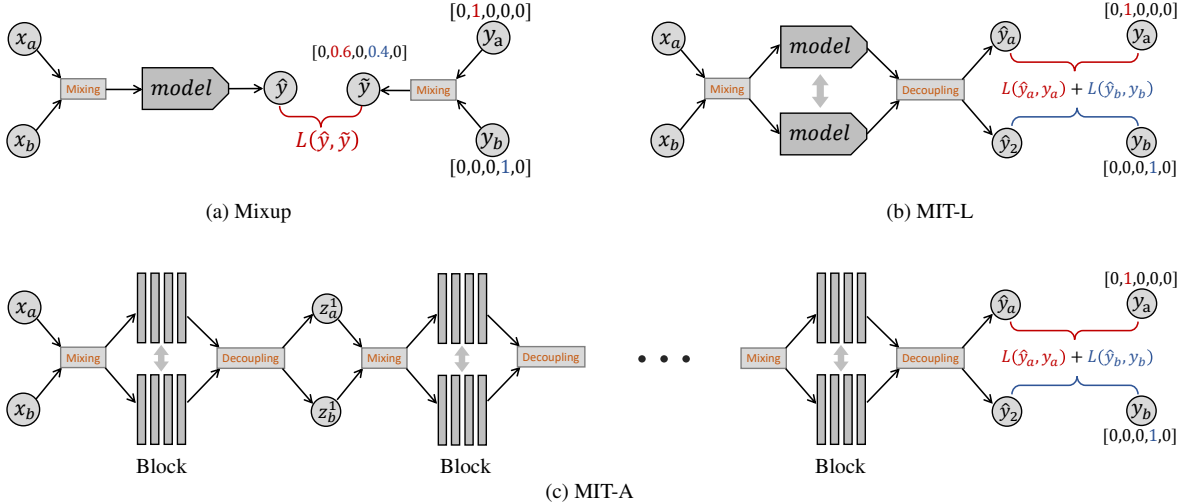 x_a
x_b
Mixing
model
ŷ
L(ŷ, ỹ)
[0,0.6,0,0.4,0]
ỹ
Mixing
[0,1,0,0,0]
y_a
y_b
[0,0,0,1,0]
(a) Mixup
x_a
x_b
Mixing
model
model
Decoupling
ŷ_a
ŷ_2
[0,1,0,0,0]
y_a
L(ŷ_a, y_a) + L(ŷ_b, y_b)
y_b
[0,0,0,1,0]
(b) MIT-L
x_a
x_b
Mixing
Block
Decoupling
z_a^1
z_b^1
Mixing
Block
Decoupling
• • •
Mixing
Block
Decoupling
ŷ_a
ŷ_2
[0,1,0,0,0]
y_a
L(ŷ_a, y_a) + L(ŷ_b, y_b)
y_b
[0,0,0,1,0]
(c) MIT-A